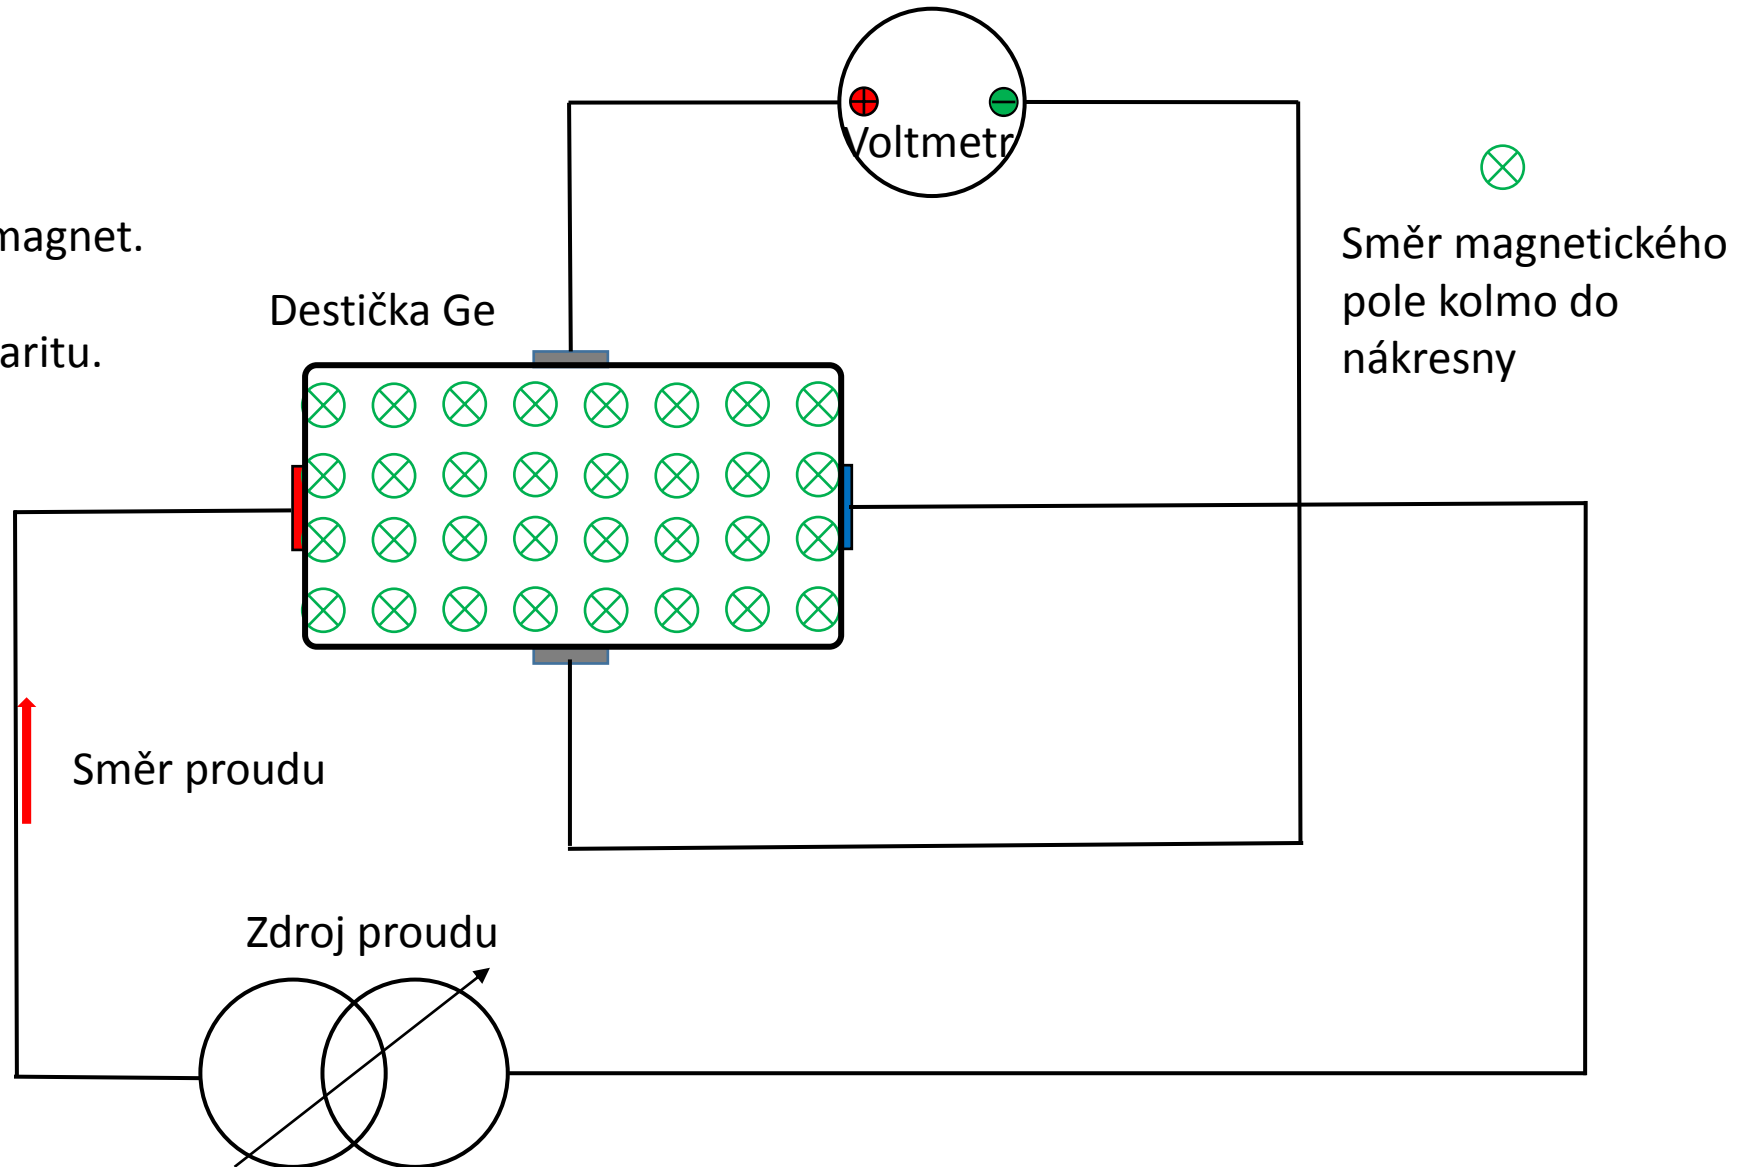 Voltmetr
magnet.
Směr magnetického
pole kolmo do
nákresny
Destička Ge
aritu.
Směr proudu
Zdroj proudu